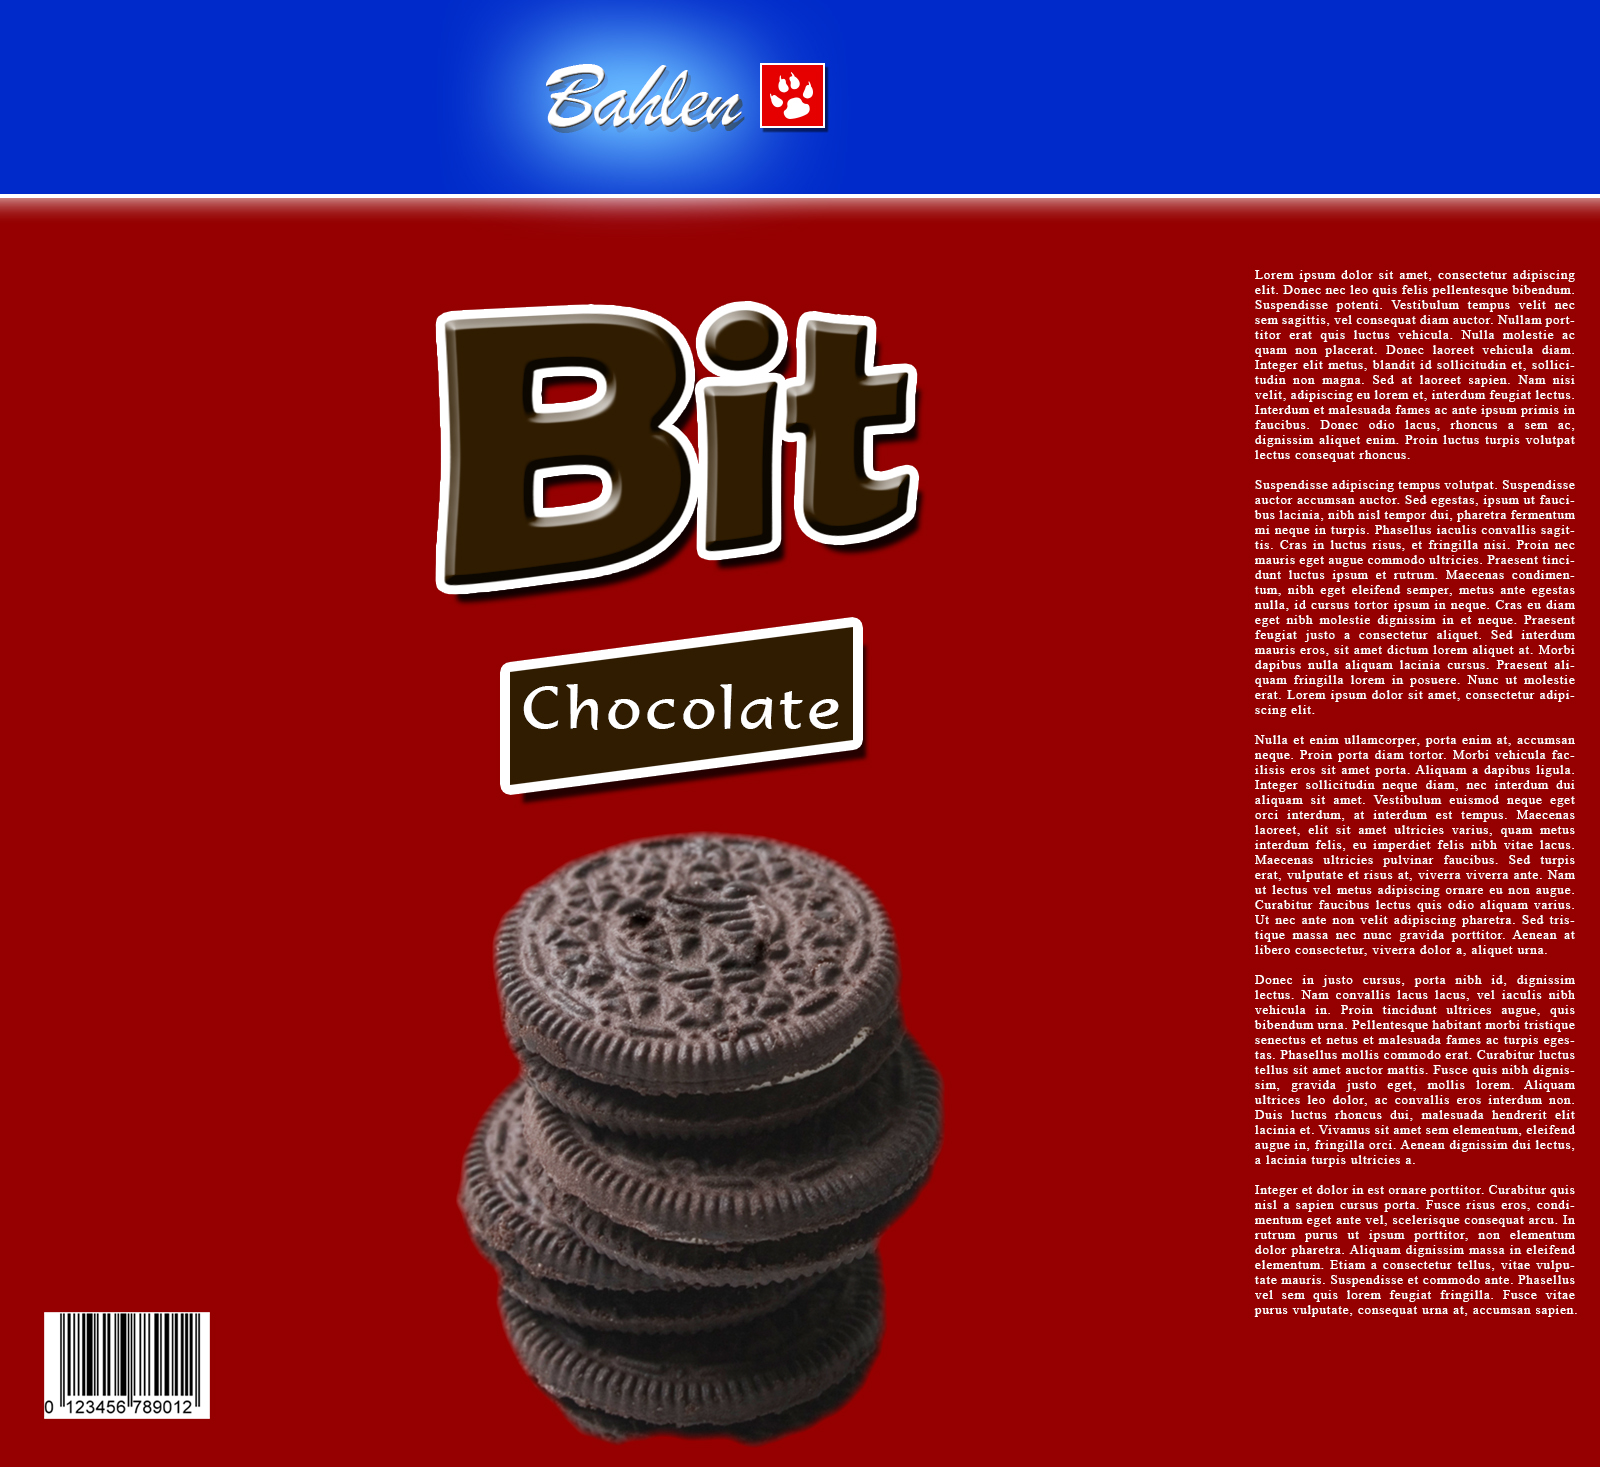 Bahlen
Bit
Chocolate
Lorem ipsum dolor sit amet, consectetur adipiscing
elit. Donec nec leo quis felis pellentesque bibendum.
Suspendisse potenti. Vestibulum tempus velit nec
sem sagittis, vel consequat diam auctor. Nullam port-
titor erat quis luctus vehicula. Nulla molestie ac
quam non placerat. Donec laoreet vehicula diam.
Integer elit metus, blandit id sollicitudin et, sollici-
tudin non magna. Sed at laoreet sapien. Nam nisi
velit, adipiscing eu lorem et, interdum feugiat lectus.
Interdum et malesuada fames ac ante ipsum primis in
faucibus. Donec odio lacus, rhoncus a sem ac,
dignissim aliquet enim. Proin luctus turpis volutpat
lectus consequat rhoncus.
Suspendisse adipiscing tempus volutpat. Suspendisse
auctor accumsan auctor. Sed egestas, ipsum ut fauci-
bus lacinia, nibh nisl tempor dui, pharetra fermentum
mi neque in turpis. Phasellus iaculis convallis sagit-
tis. Cras in luctus risus, et fringilla nisi. Proin nec
mauris eget augue commodo ultricies. Praesent tinci-
dunt luctus ipsum et rutrum. Maecenas condimen-
tum, nibh eget eleifend semper, metus ante egestas
nulla, id cursus tortor ipsum in neque. Cras eu diam
eget nibh molestie dignissim in et neque. Praesent
feugiat justo a consectetur aliquet. Sed interdum
mauris eros, sit amet dictum lorem aliquet at. Morbi
dapibus nulla aliquam lacinia cursus. Praesent ali-
quam fringilla lorem in posuere. Nunc ut molestie
erat. Lorem ipsum dolor sit amet, consectetur adipi-
scing elit.
Nulla et enim ullamcorper, porta enim at, accumsan
neque. Proin porta diam tortor. Morbi vehicula fac-
ilisis eros sit amet porta. Aliquam a dapibus ligula.
Integer sollicitudin neque diam, nec interdum dui
aliquam sit amet. Vestibulum euismod neque eget
orci interdum, at interdum est tempus. Maecenas
laoreet, elit sit amet ultricies varius, quam metus
interdum felis, eu imperdiet felis nibh vitae lacus.
Maecenas ultricies pulvinar faucibus. Sed turpis
erat, vulputate et risus at, viverra viverra ante. Nam
ut lectus vel metus adipiscing ornare eu non augue.
Curabitur faucibus lectus quis odio aliquam varius.
Ut nec ante non velit adipiscing pharetra. Sed tris-
tique massa nec nunc gravida porttitor. Aenean at
libero consectetur, viverra dolor a, aliquet urna.
Donec in justo cursus, porta nibh id, dignissim
lectus. Nam convallis lacus lacus, vel iaculis nibh
vehicula in. Proin tincidunt ultrices augue, quis
bibendum urna. Pellentesque habitant morbi tristique
senectus et netus et malesuada fames ac turpis eges-
tas. Phasellus mollis commodo erat. Curabitur luctus
tellus sit amet auctor mattis. Fusce quis nibh dignis-
sim, gravida justo eget, mollis lorem. Aliquam
ultrices leo dolor, ac convallis eros interdum non.
Duis luctus rhoncus dui, malesuada hendrerit elit
lacinia et. Vivamus sit amet sem elementum, eleifend
augue in, fringilla orci. Aenean dignissim dui lectus,
a lacinia turpis ultricies a.
Integer et dolor in est ornare porttitor. Curabitur quis
nisl a sapien cursus porta. Fusce risus eros, condi-
mentum eget ante vel, scelerisque consequat arcu. In
rutrum purus ut ipsum porttitor, non elementum
dolor pharetra. Aliquam dignissim massa in eleifend
elementum. Etiam a consectetur tellus, vitae vulpu-
tate mauris. Suspendisse et commodo ante. Phasellus
vel sem quis lorem feugiat fringilla. Fusce vitae
purus vulputate, consequat urna at, accumsan sapien.
0 123456 789012